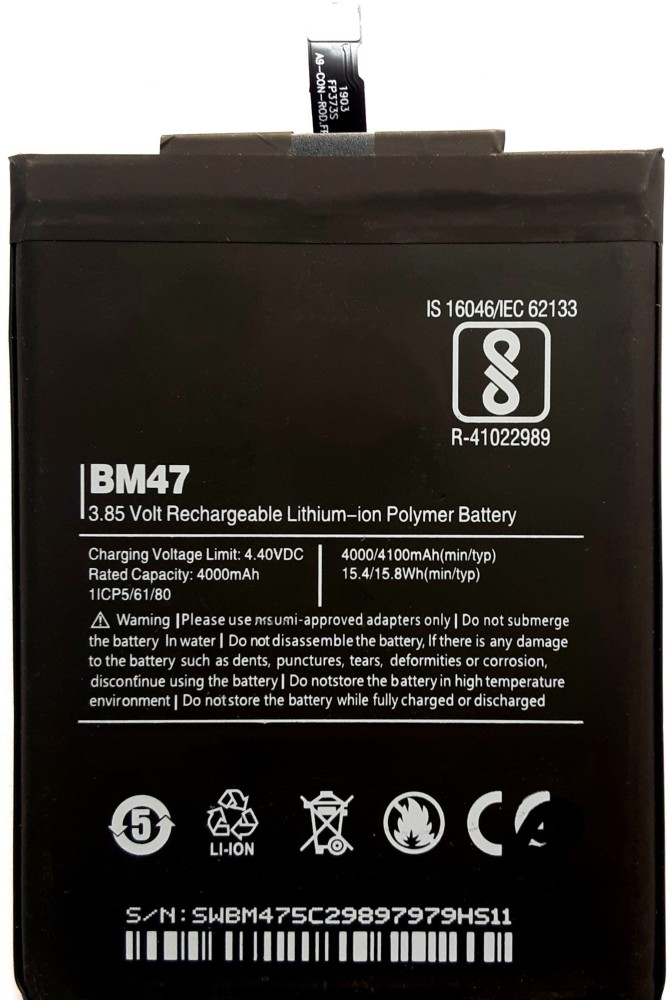 1903
FP373S
A9-CON-ROD.FF
IS 16046/IEC 62133
R-41022989
BM47
3.85 Volt Rechargeable Lithium-ion Polymer Battery
Charging Voltage Limit: 4.40VDC
Rated Capacity: 4000mAh
1ICP5/61/80
4000/4100mAh(min/typ)
15.4/15.8Wh(min/typ)
Warning |Please use msumi-approved adapters only | Do not submerge
the battery In water | Do not disassemble the battery, If there is any damage
to the battery such as dents, punctures, tears, deformities or corrosion,
discontinue using the battery | Do notstore the battery in high temperature
environment | Do notstore the battery while fully charged or discharged
5
LI-ION
CE
S/N: SWBM475C29897979HS11